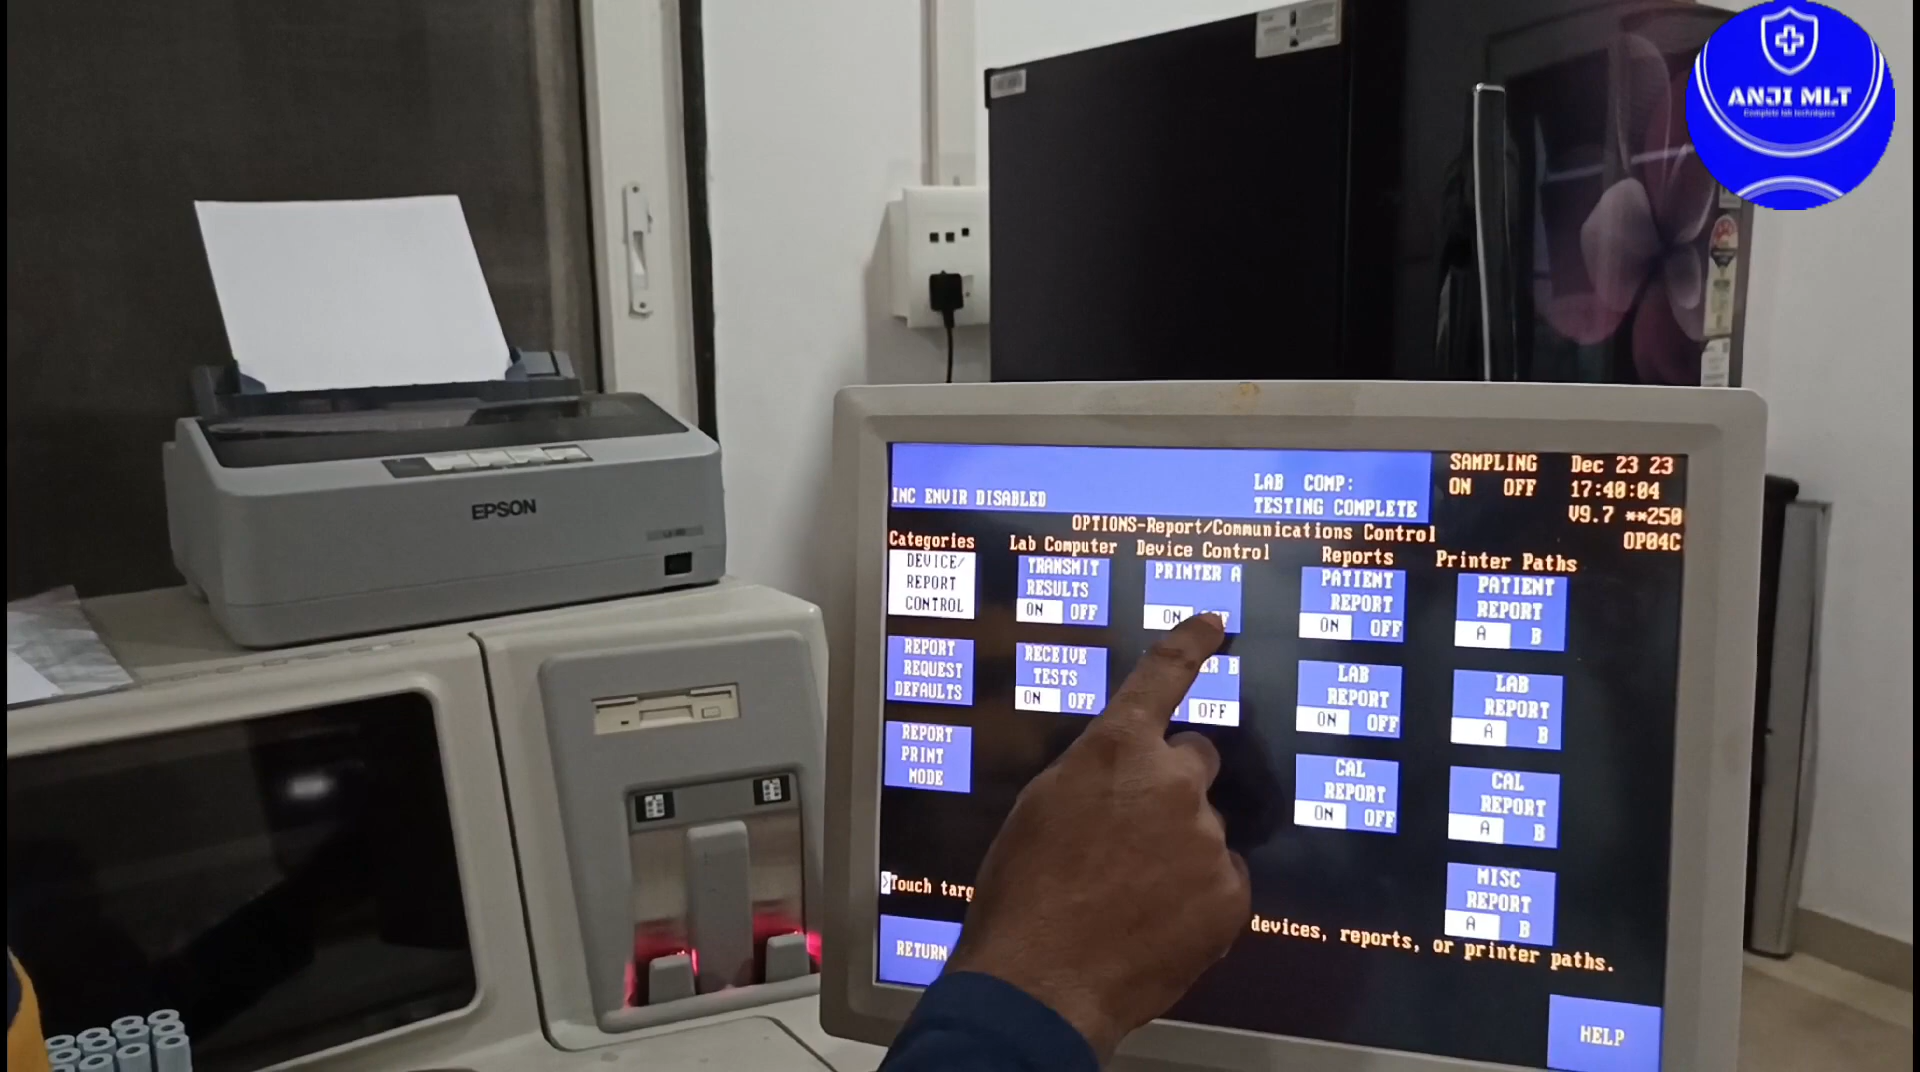 ANJI MLT
Complete lab techniques
EPSON
INC ENVIR DISABLED
LAB COMP:
TESTING COMPLETE
SAMPLING
ON OFF
Dec 23 23
17:40:04
V9.7 **250
OP04C
OPTIONS-Report/Communications Control
Categories
Lab Computer
Device Control
Reports
Printer Paths
DEVICE/
REPORT
CONTROL
REPORT
REQUEST
DEFAULTS
REPORT
PRINT
MODE
TRANSMIT
RESULTS
ON OFF
RECEIVE
TESTS
ON OFF
PRINTER A
ON
B
OFF
PATIENT
REPORT
ON OFF
LAB
REPORT
ON OFF
CAL
REPORT
ON OFF
PATIENT
REPORT
A B
LAB
REPORT
A B
CAL
REPORT
A B
MISC
REPORT
A B
>Touch
devices, reports, or printer paths.
RETURN
HELP